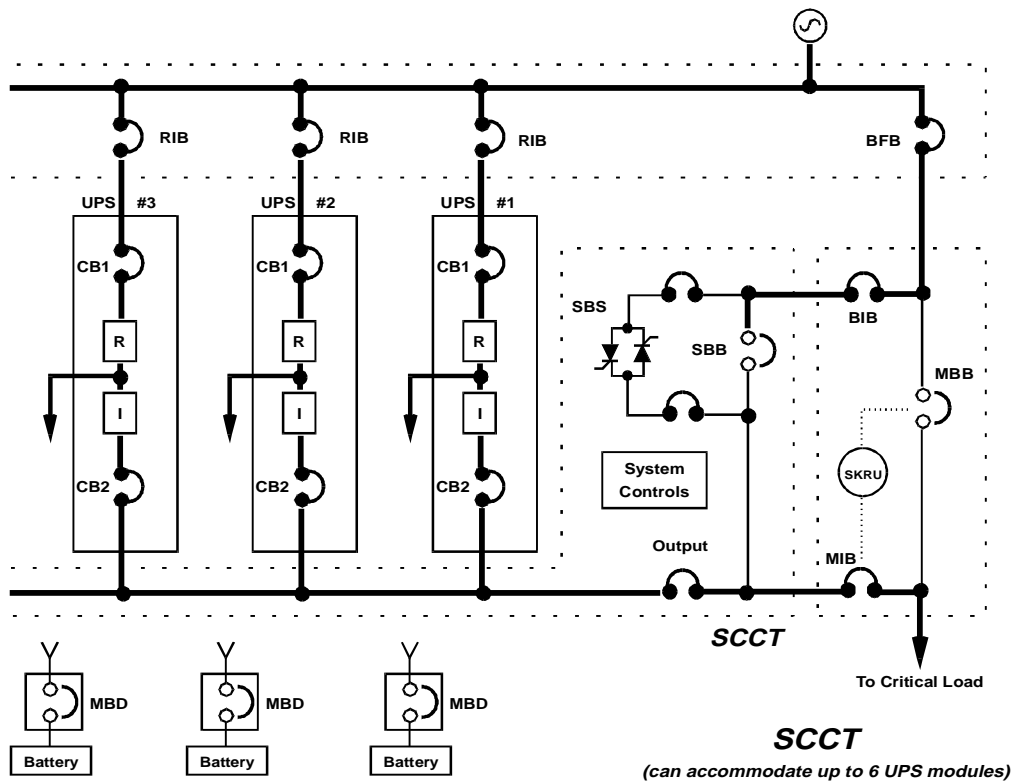 RIB
RIB
RIB
BFB
UPS #3
UPS #2
UPS #1
CB1
CB1
CB1
SBS
BIB
R
R
R
SBB
MBB
I
I
I
System
Controls
SKRU
CB2
CB2
CB2
Output
MIB
SCCT
To Critical Load
MBD
MBD
MBD
Battery
Battery
Battery
SCCT
(can accommodate up to 6 UPS modules)